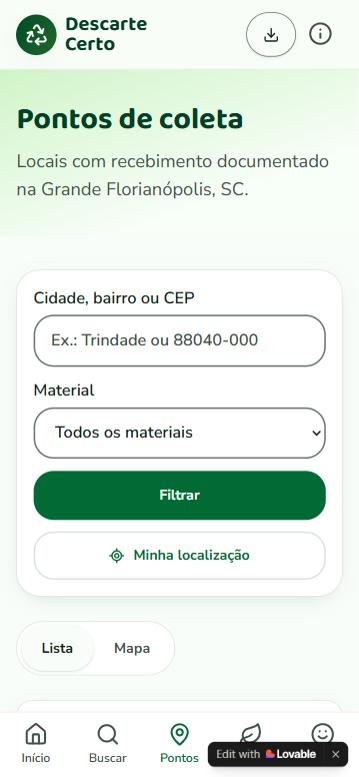 Descarte
Certo
Pontos de coleta
Locais com recebimento documentado
na Grande Florianópolis, SC.
Cidade, bairro ou CEP
Ex.: Trindade ou 88040-000
Material
Todos os materiais
Filtrar
Minha localização
Lista
Mapa
Início
Buscar
Pontos
Edit with Lovable